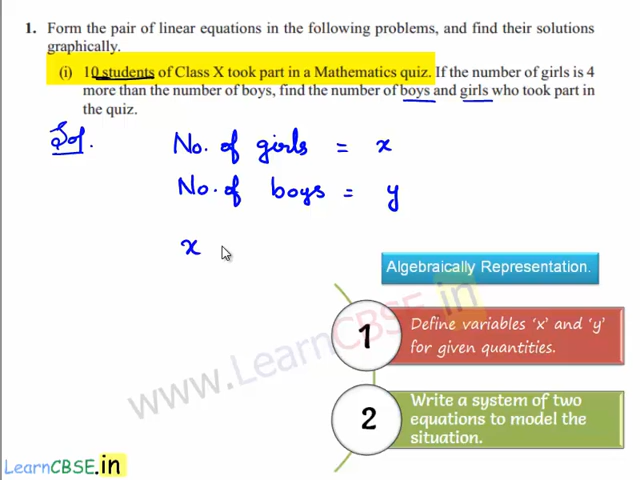 1. Form the pair of linear equations in the following problems, and find their solutions
graphically.
(i) 10 students of Class X took part in a Mathematics quiz. If the number of girls is 4
more than the number of boys, find the number of boys and girls who took part in
the quiz.
Sol.
No. of girls = x
No. of boys = y
x
Algebraically Representation.
1
Define variables ‘x’ and ‘y’
for given quantities.
2
Write a system of two
equations to model the
situation.
www.LearnCBSE.in
LearnCBSE.in